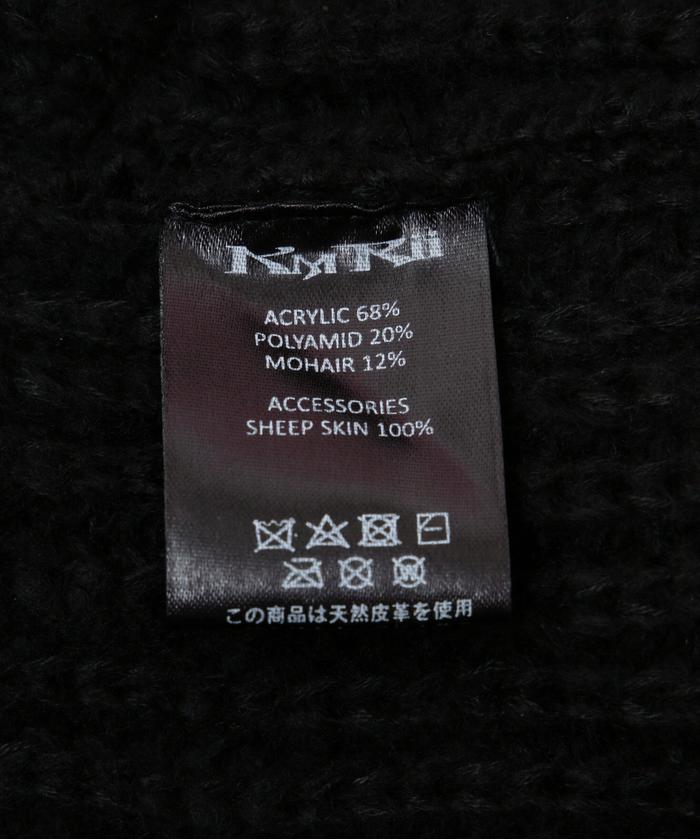 KMRii
ACRYLIC 68%
POLYAMID 20%
MOHAIR 12%
ACCESSORIES
SHEEP SKIN 100%
この商品は天然皮革を使用